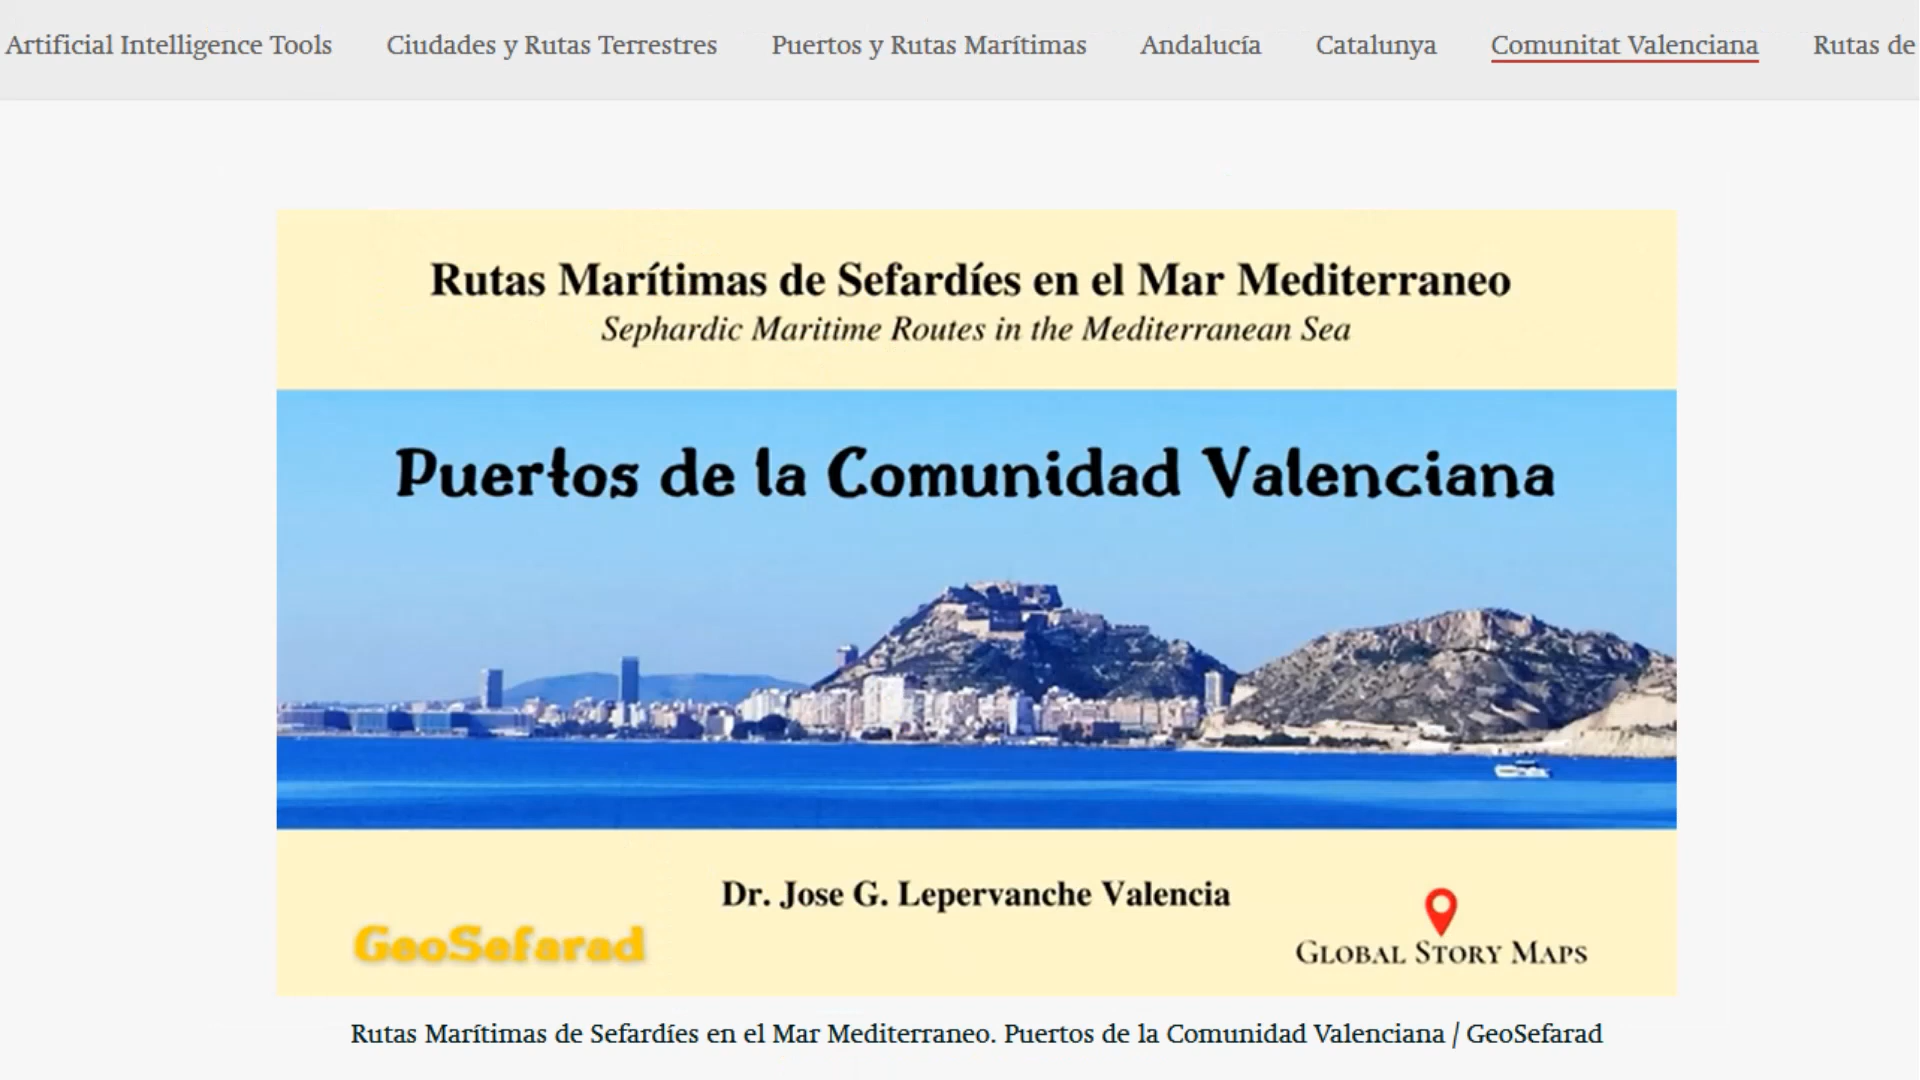 Artificial Intelligence Tools
Ciudades y Rutas Terrestres
Puertos y Rutas Marítimas
Andalucía
Catalunya
Comunitat Valenciana
Rutas de
Rutas Marítimas de Sefardíes en el Mar Mediterraneo
Sephardic Maritime Routes in the Mediterranean Sea
Puertos de la Comunidad Valenciana
Dr. Jose G. Lepervanche Valencia
GeoSefarad
Global Story Maps
Rutas Marítimas de Sefardíes en el Mar Mediterraneo. Puertos de la Comunidad Valenciana / GeoSefarad